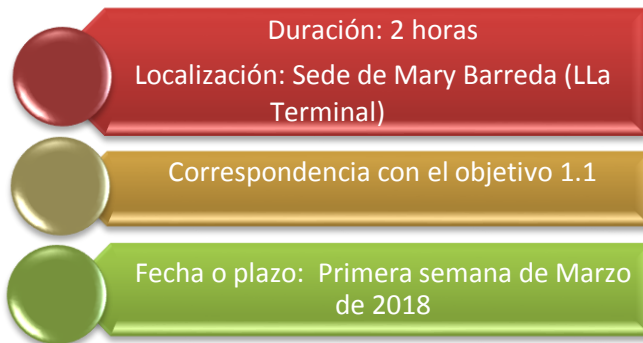 Duración: 2 horas
Localización: Sede de Mary Barreda (LLa
Terminal)
Correspondencia con el objetivo 1.1
Fecha o plazo:  Primera semana de Marzo
de 2018